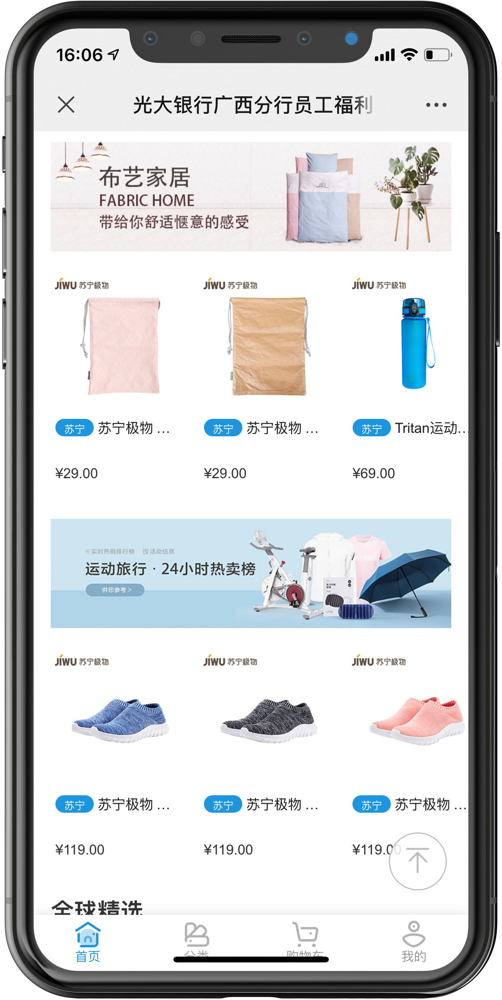 16:06
光大银行广西分行员工福利
布艺家居
FABRIC HOME
带给你舒适惬意的感受
JIWU 苏宁极物 JIWU 苏宁极物 JIWU 苏宁极物
苏宁 苏宁极物 ... 苏宁 苏宁极物 ... 苏宁 Tritan运动...
¥29.00 ¥29.00 ¥69.00
实时热销排行榜 活动信息
运动旅行 · 24小时热卖榜
供您参考 >
JIWU 苏宁极物 JIWU 苏宁极物 JIWU 苏宁极物
苏宁 苏宁极物 ... 苏宁 苏宁极物 ... 苏宁 苏宁极物 ...
¥119.00 ¥119.00 ¥119.00
全球精选
首页 分类 购物车 我的